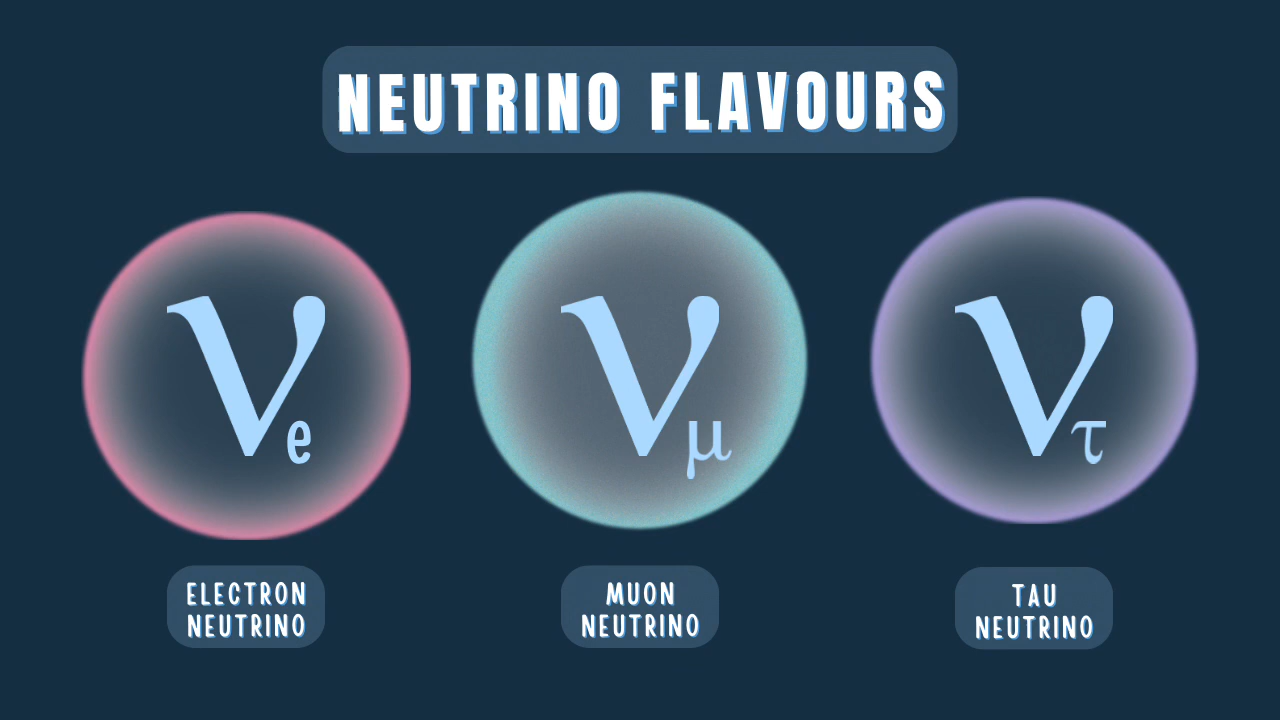 NEUTRINO FLAVOURS
νe
νμ
ντ
ELECTRON
NEUTRINO
MUON
NEUTRINO
TAU
NEUTRINO